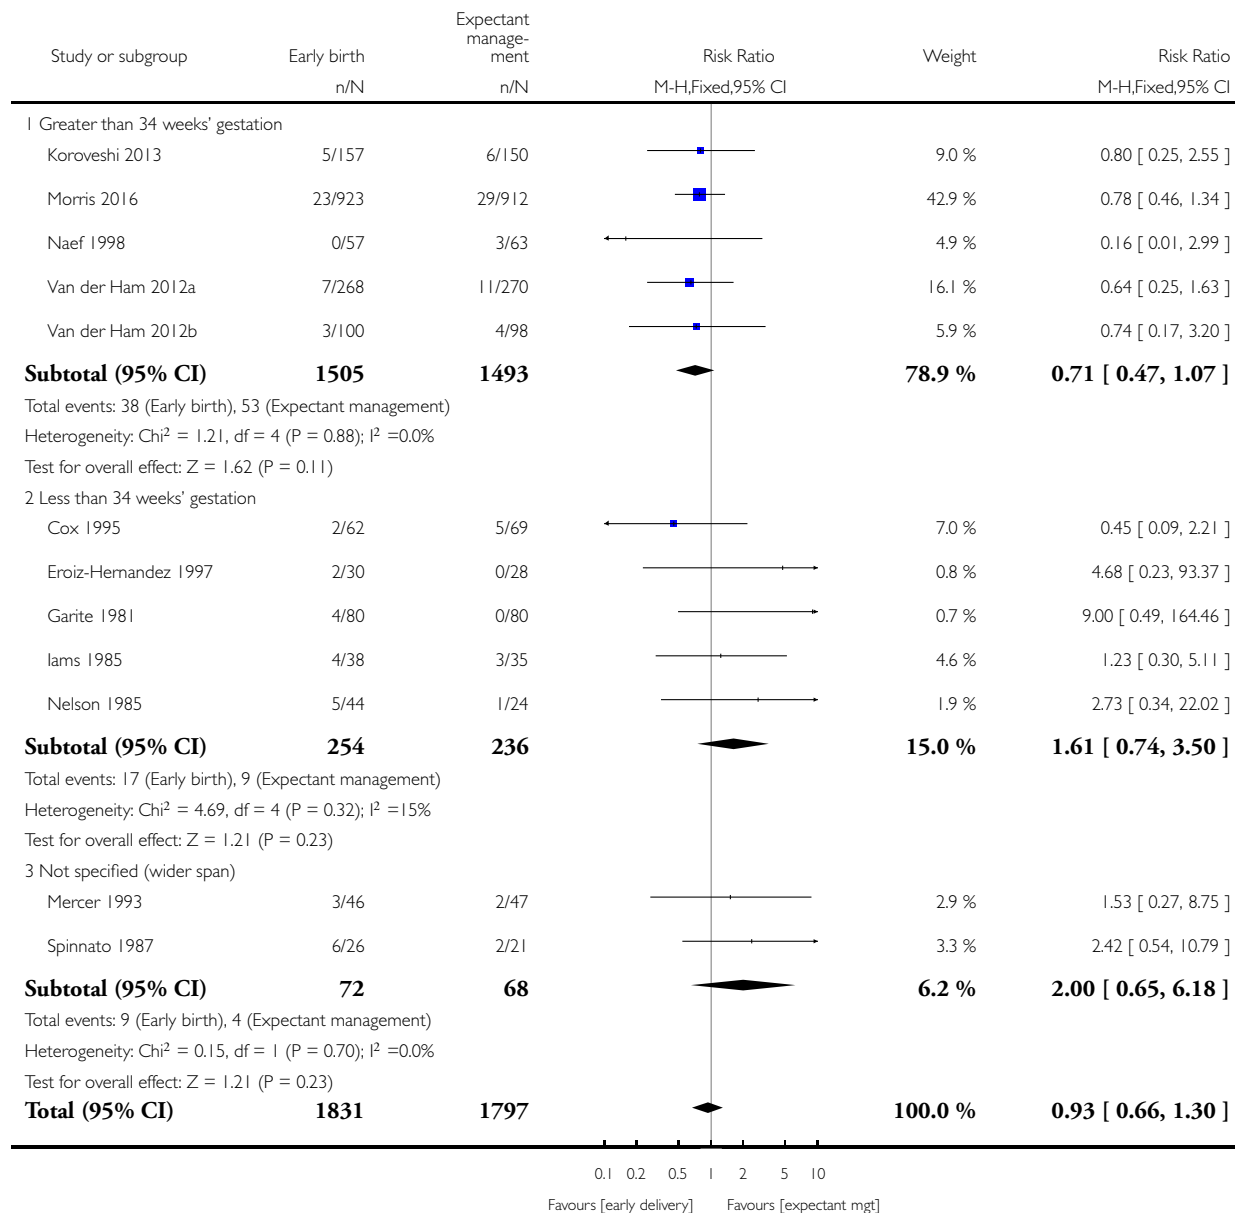 Study or subgroup Early birth Expectant manage-ment Risk Ratio Weight Risk Ratio
n/N n/N M-H,Fixed,95% CI M-H,Fixed,95% CI
1 Greater than 34 weeks’ gestation
Koroveshi 2013 5/157 6/150 9.0 % 0.80 [ 0.25, 2.55 ]
Morris 2016 23/923 29/912 42.9 % 0.78 [ 0.46, 1.34 ]
Naef 1998 0/57 3/63 4.9 % 0.16 [ 0.01, 2.99 ]
Van der Ham 2012a 7/268 11/270 16.1 % 0.64 [ 0.25, 1.63 ]
Van der Ham 2012b 3/100 4/98 5.9 % 0.74 [ 0.17, 3.20 ]
Subtotal (95% CI) 1505 1493 78.9 % 0.71 [ 0.47, 1.07 ]
Total events: 38 (Early birth), 53 (Expectant management)
Heterogeneity: Chi² = 1.21, df = 4 (P = 0.88); I² =0.0%
Test for overall effect: Z = 1.62 (P = 0.11)
2 Less than 34 weeks’ gestation
Cox 1995 2/62 5/69 7.0 % 0.45 [ 0.09, 2.21 ]
Eroiz-Hernandez 1997 2/30 0/28 0.8 % 4.68 [ 0.23, 93.37 ]
Garite 1981 4/80 0/80 0.7 % 9.00 [ 0.49, 164.46 ]
Iams 1985 4/38 3/35 4.6 % 1.23 [ 0.30, 5.11 ]
Nelson 1985 5/44 1/24 1.9 % 2.73 [ 0.34, 22.02 ]
Subtotal (95% CI) 254 236 15.0 % 1.61 [ 0.74, 3.50 ]
Total events: 17 (Early birth), 9 (Expectant management)
Heterogeneity: Chi² = 4.69, df = 4 (P = 0.32); I² =15%
Test for overall effect: Z = 1.21 (P = 0.23)
3 Not specified (wider span)
Mercer 1993 3/46 2/47 2.9 % 1.53 [ 0.27, 8.75 ]
Spinnato 1987 6/26 2/21 3.3 % 2.42 [ 0.54, 10.79 ]
Subtotal (95% CI) 72 68 6.2 % 2.00 [ 0.65, 6.18 ]
Total events: 9 (Early birth), 4 (Expectant management)
Heterogeneity: Chi² = 0.15, df = 1 (P = 0.70); I² =0.0%
Test for overall effect: Z = 1.21 (P = 0.23)
Total (95% CI) 1831 1797 100.0 % 0.93 [ 0.66, 1.30 ]
0.1 0.2 0.5 1 2 5 10
Favours [early delivery] Favours [expectant mgt]